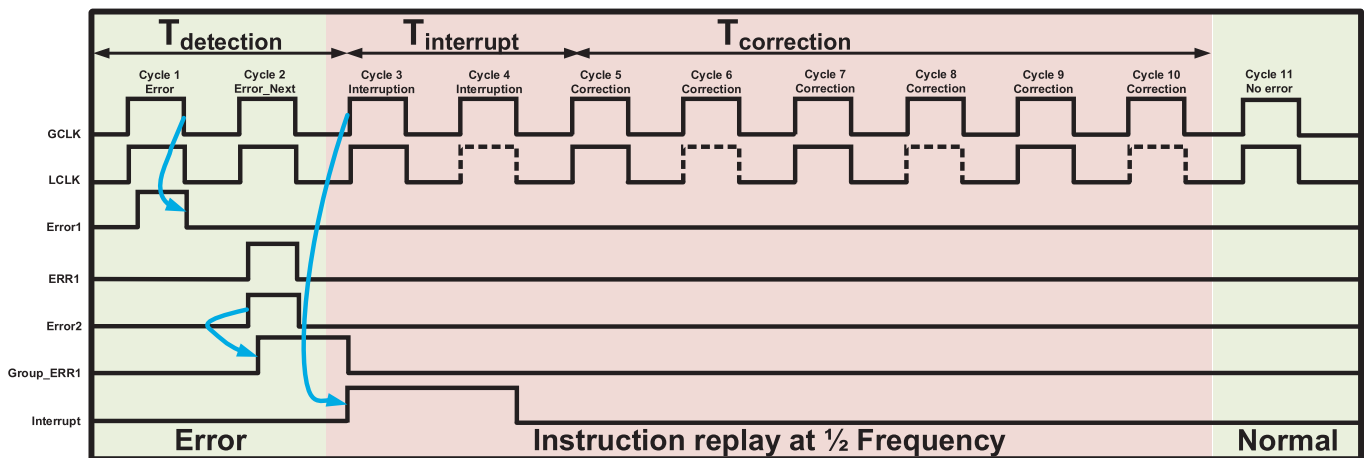 Tdetection
Tinterrupt
Tcorrection
Cycle 1
Error
Cycle 2
Error_Next
Cycle 3
Interruption
Cycle 4
Interruption
Cycle 5
Correction
Cycle 6
Correction
Cycle 7
Correction
Cycle 8
Correction
Cycle 9
Correction
Cycle 10
Correction
Cycle 11
No error
GCLK
LCLK
Error1
ERR1
Error2
Group_ERR1
Interrupt
Error
Instruction replay at ½ Frequency
Normal